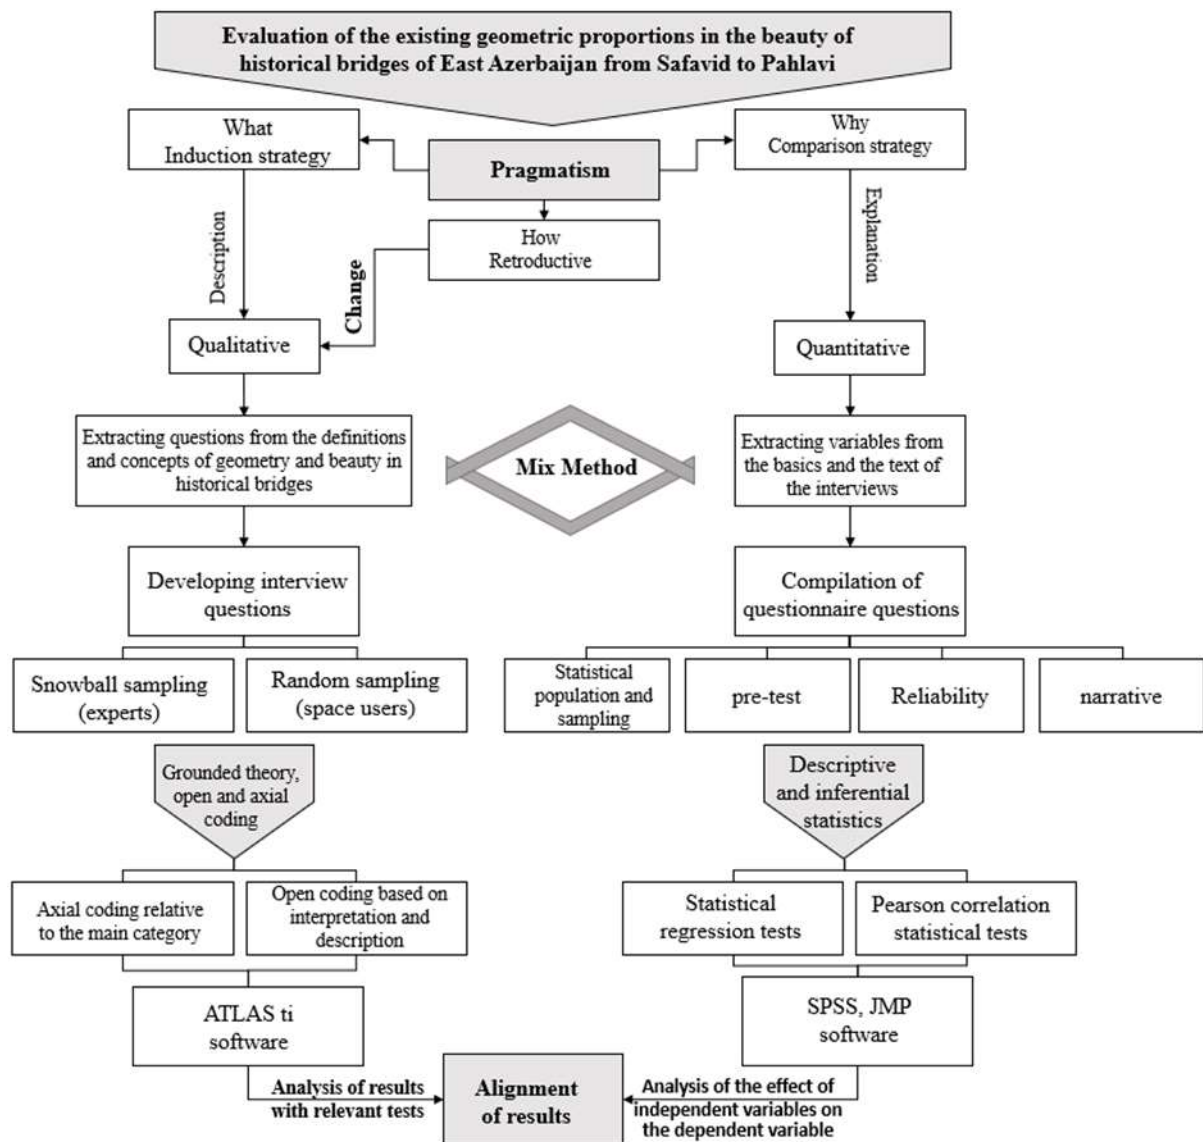 Evaluation of the existing geometric proportions in the beauty of
historical bridges of East Azerbaijan from Safavid to Pahlavi
What
Induction strategy
Pragmatism
Why
Comparison strategy
How
Retroductive
Description
Change
Explanation
Qualitative
Quantitative
Extracting questions from the definitions
and concepts of geometry and beauty in
historical bridges
Mix Method
Extracting variables from
the basics and the text of
the interviews
Developing interview
questions
Compilation of
questionnaire questions
Snowball sampling
(experts)
Random sampling
(space users)
Statistical
population and
sampling
pre-test
Reliability
narrative
Grounded theory,
open and axial
coding
Descriptive
and inferential
statistics
Axial coding relative
to the main category
Open coding based on
interpretation and
description
Statistical
regression tests
Pearson correlation
statistical tests
ATLAS ti
software
SPSS, JMP
software
Analysis of results
with relevant tests
Alignment
of results
Analysis of the effect of
independent variables on
the dependent variable